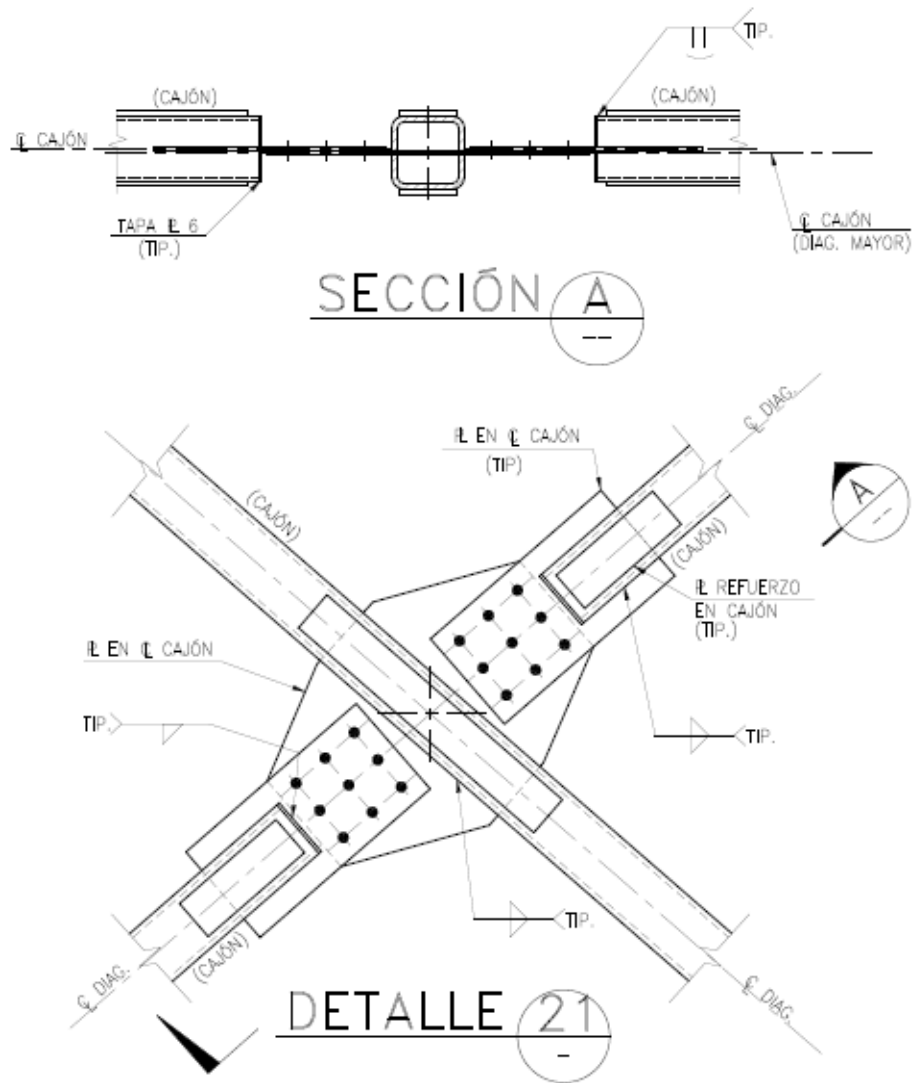 TIP.
(CAJÓN)
(CAJÓN)
℄ CAJÓN
TAPA ⅊ 6
(TIP.)
℄ CAJÓN
(DIAG. MAYOR)
SECCIÓN A
--
℄ DIAG.
⅊ EN ℄ CAJÓN
(TIP)
A
--
(CAJÓN)
(CAJÓN)
⅊ REFUERZO
EN CAJÓN
(TIP.)
⅊ EN ℄ CAJÓN
TIP.
TIP.
TIP.
(CAJÓN)
℄ DIAG.
℄ DIAG.
DETALLE 21
-